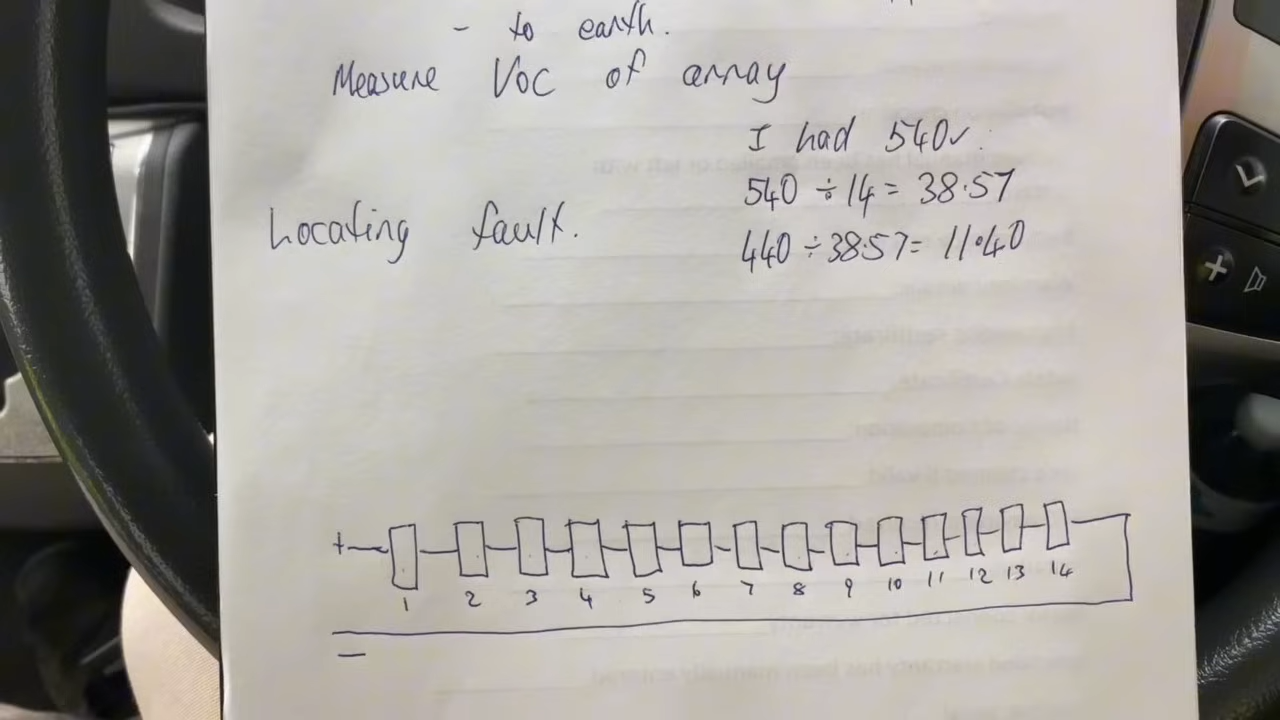 - to earth.
Measure Voc of array
I had 540v.
540 ÷ 14 = 38.57
Locating fault.
440 ÷ 38.57 = 11.40
+
1 2 3 4 5 6 7 8 9 10 11 12 13 14
-